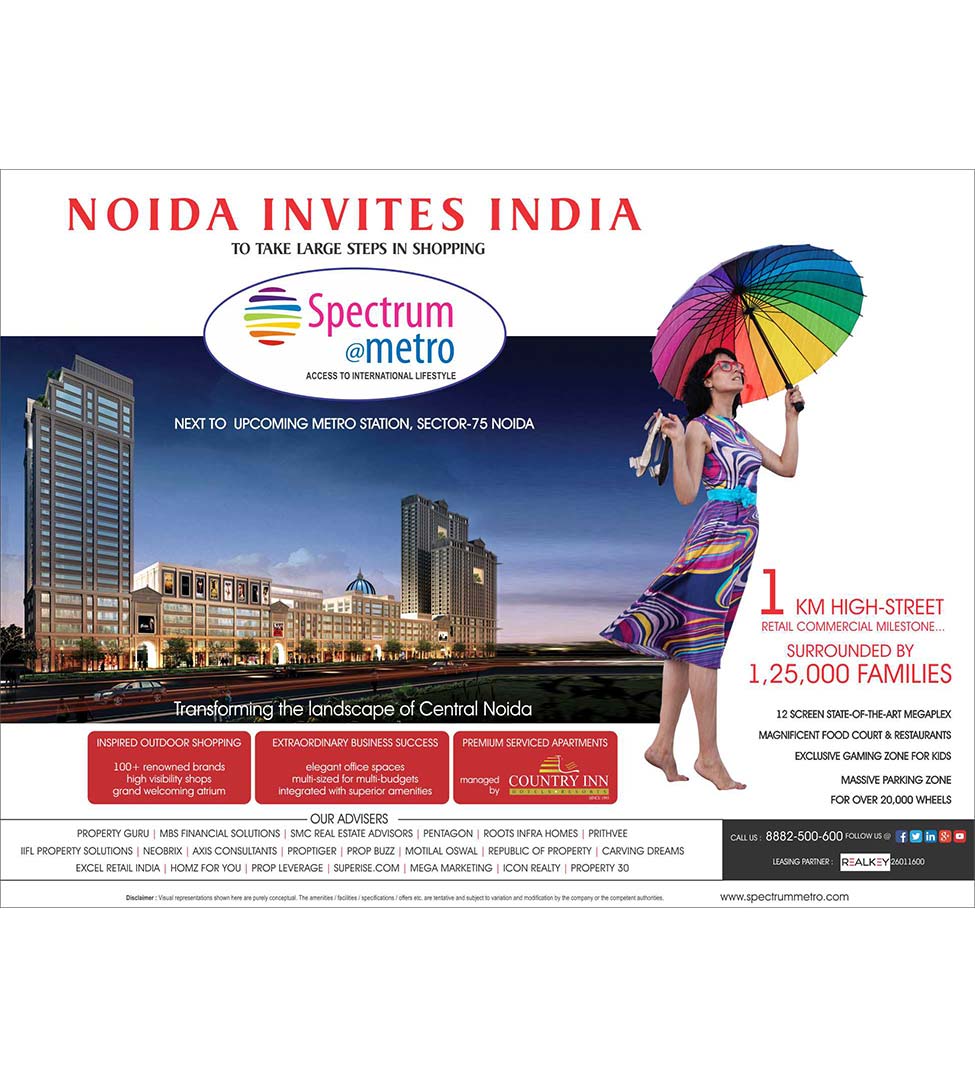 NOIDA INVITES INDIA
TO TAKE LARGE STEPS IN SHOPPING
Spectrum
@metro
ACCESS TO INTERNATIONAL LIFESTYLE
NEXT TO UPCOMING METRO STATION, SECTOR-75 NOIDA
1 KM HIGH-STREET
RETAIL COMMERCIAL MILESTONE...
SURROUNDED BY
1,25,000 FAMILIES
12 SCREEN STATE-OF-THE-ART MEGAPLEX
MAGNIFICENT FOOD COURT & RESTAURANTS
EXCLUSIVE GAMING ZONE FOR KIDS
MASSIVE PARKING ZONE
FOR OVER 20,000 WHEELS
Transforming the landscape of Central Noida
INSPIRED OUTDOOR SHOPPING
100+ renowned brands
high visibility shops
grand welcoming atrium
EXTRAORDINARY BUSINESS SUCCESS
elegant office spaces
multi-sized for multi-budgets
integrated with superior amenities
PREMIUM SERVICED APARTMENTS
managed
by
COUNTRY INN
HOTELS • RESORTS
SINCE 1993
OUR ADVISERS
PROPERTY GURU | MBS FINANCIAL SOLUTIONS | SMC REAL ESTATE ADVISORS | PENTAGON | ROOTS INFRA HOMES | PRITHVEE
IIFL PROPERTY SOLUTIONS | NEOBRIX | AXIS CONSULTANTS | PROPTIGER | PROP BUZZ | MOTILAL OSWAL | REPUBLIC OF PROPERTY | CARVING DREAMS
EXCEL RETAIL INDIA | HOMZ FOR YOU | PROP LEVERAGE | SUPERISE.COM | MEGA MARKETING | ICON REALTY | PROPERTY 30
CALL US : 8882-500-600 FOLLOW US @
LEASING PARTNER : REALKEY 26011600
Disclaimer : Visual representations shown here are purely conceptual. The amenities / facilities / specifications / offers etc. are tentative and subject to variation and modification by the company or the competent authorities.
www.spectrummetro.com